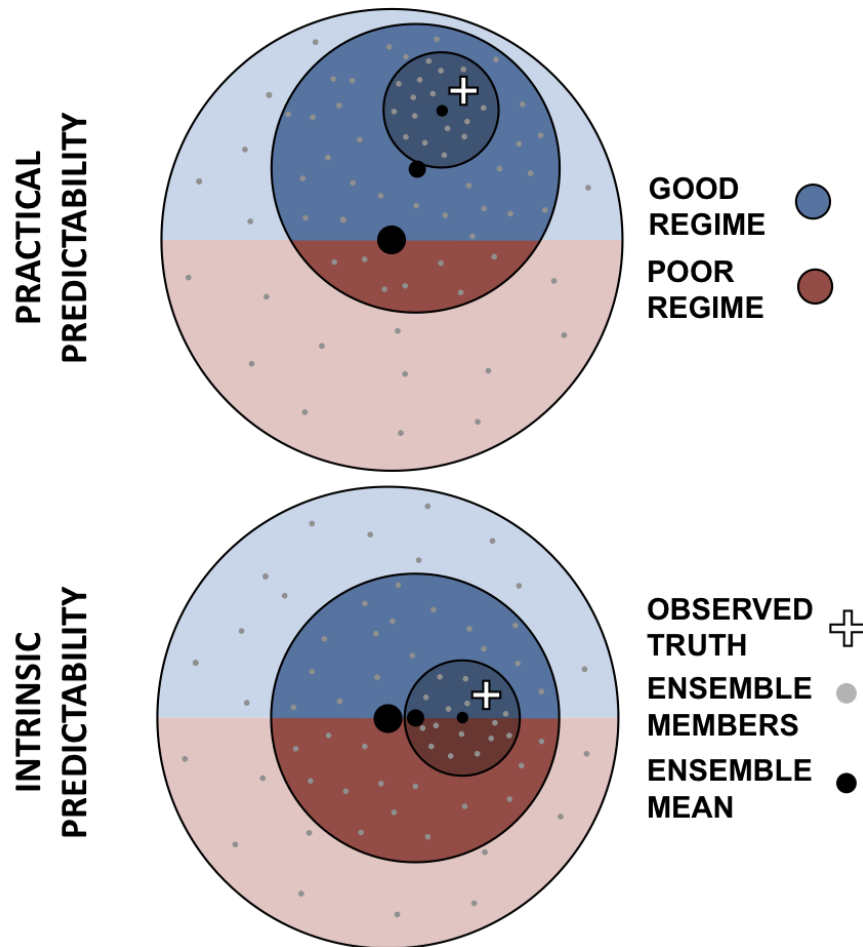 PRACTICAL
PREDICTABILITY
GOOD
REGIME
POOR
REGIME
INTRINSIC
PREDICTABILITY
OBSERVED
TRUTH
ENSEMBLE
MEMBERS
ENSEMBLE
MEAN